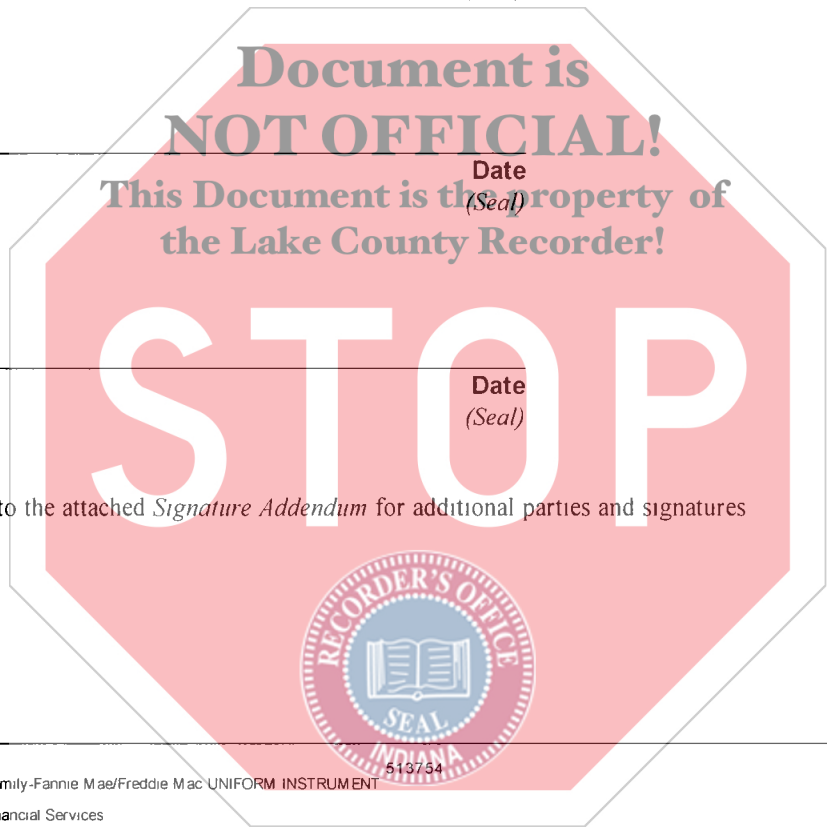 Document is
NOT OFFICIAL!
Date
This Document is the property of
(Seal)
the Lake County Recorder!
STOP
Date
(Seal)
to the attached Signature Addendum for additional parties and signatures
RECORDER'S OFFICE
SEAL
INDIANA
513754
mily-Fannie Mae/Freddie Mac UNIFORM INSTRUMENT
ancial Services